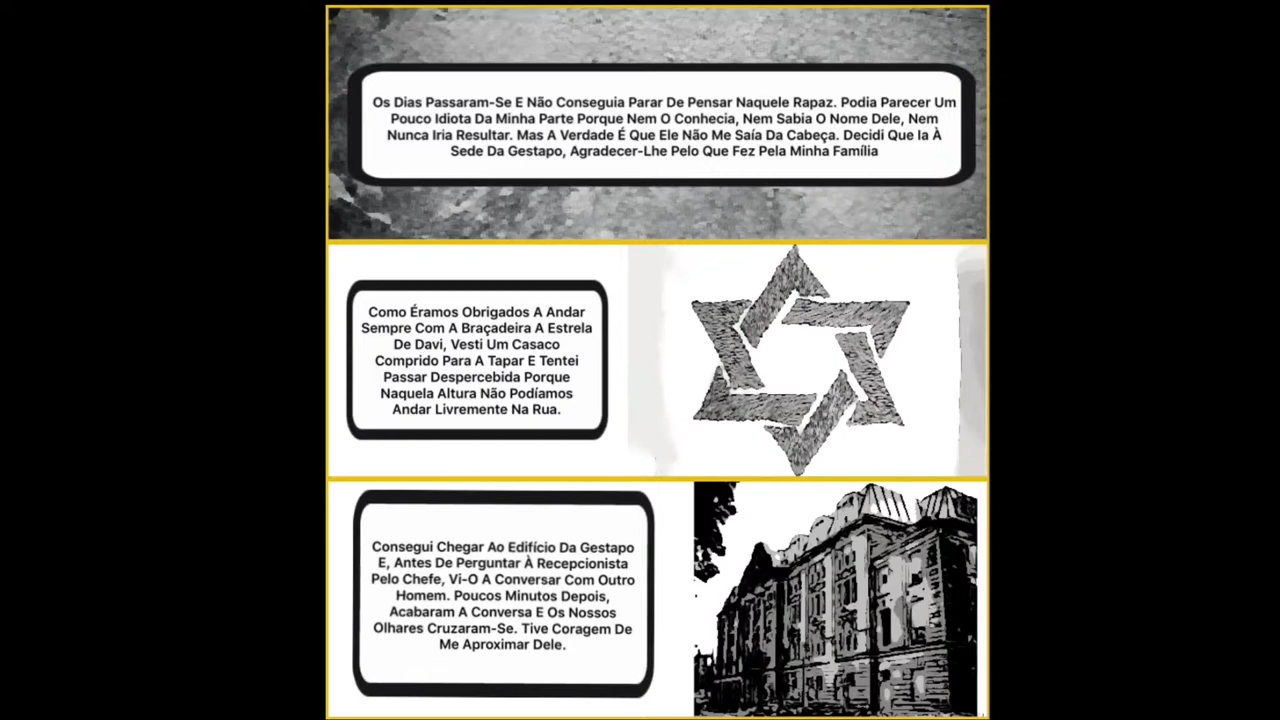 Os Dias Passaram-Se E Não Conseguia Parar De Pensar Naquele Rapaz. Podia Parecer Um
Pouco Idiota Da Minha Parte Porque Nem O Conhecia, Nem Sabia O Nome Dele, Nem
Nunca Iria Resultar. Mas A Verdade É Que Ele Não Me Saía Da Cabeça. Decidi Que Ia À
Sede Da Gestapo, Agradecer-Lhe Pelo Que Fez Pela Minha Família
Como Éramos Obrigados A Andar
Sempre Com A Braçadeira A Estrela
De Davi, Vesti Um Casaco
Comprido Para A Tapar E Tentei
Passar Despercebida Porque
Naquela Altura Não Podíamos
Andar Livremente Na Rua.
Consegui Chegar Ao Edifício Da Gestapo
E, Antes De Perguntar À Recepcionista
Pelo Chefe, Vi-O A Conversar Com Outro
Homem. Poucos Minutos Depois,
Acabaram A Conversa E Os Nossos
Olhares Cruzaram-Se. Tive Coragem De
Me Aproximar Dele.